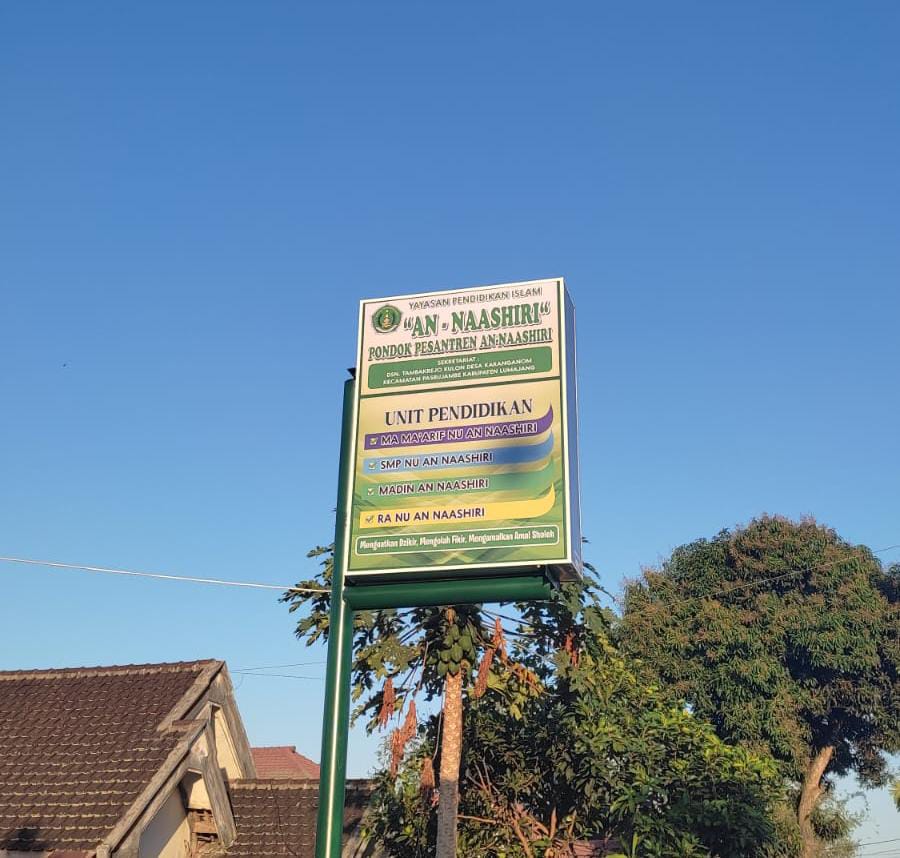 YAYASAN PENDIDIKAN ISLAM
"AN - NAASHIRI"
PONDOK PESANTREN AN-NAASHIRI
SEKRETARIAT :
DSN. TAMBAKREJO KULON DESA KARANGANOM
KECAMATAN PASRUJAMBE KABUPATEN LUMAJANG
UNIT PENDIDIKAN
MA MA'ARIF NU AN NAASHIRI
SMP NU AN NAASHIRI
MADIN AN NAASHIRI
RA NU AN NAASHIRI
Menguatkan Dzikir, Mengolah Fikir, Mengamalkan Amal Sholeh